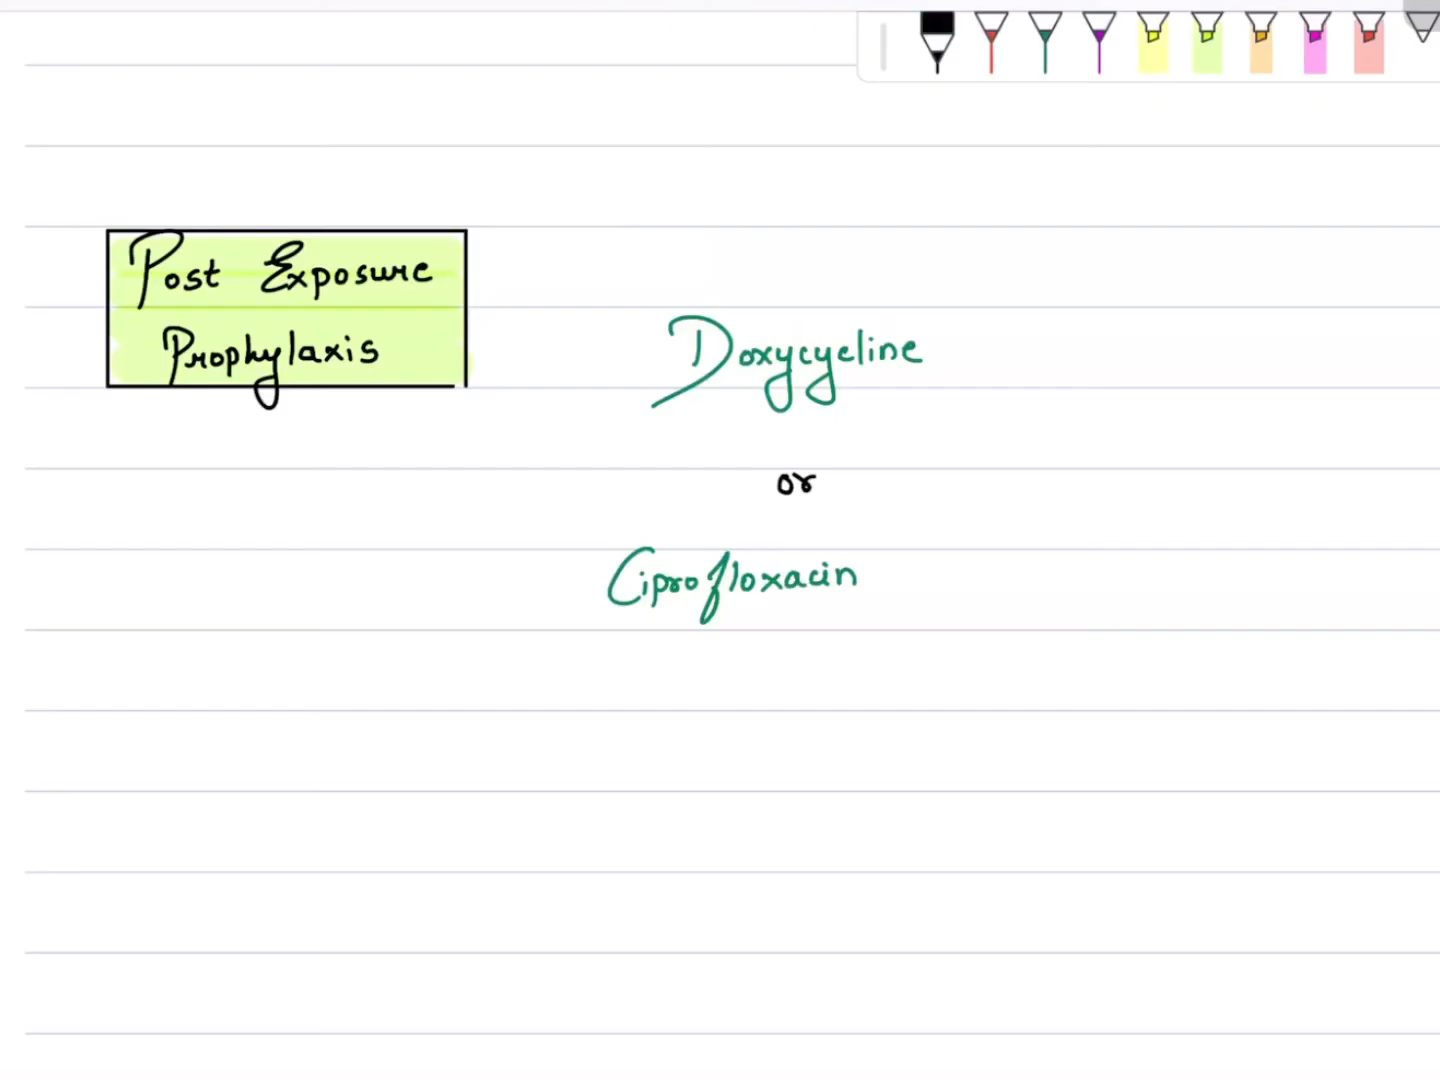 Post Exposure
Prophylaxis
Doxycycline
or
Ciprofloxacin